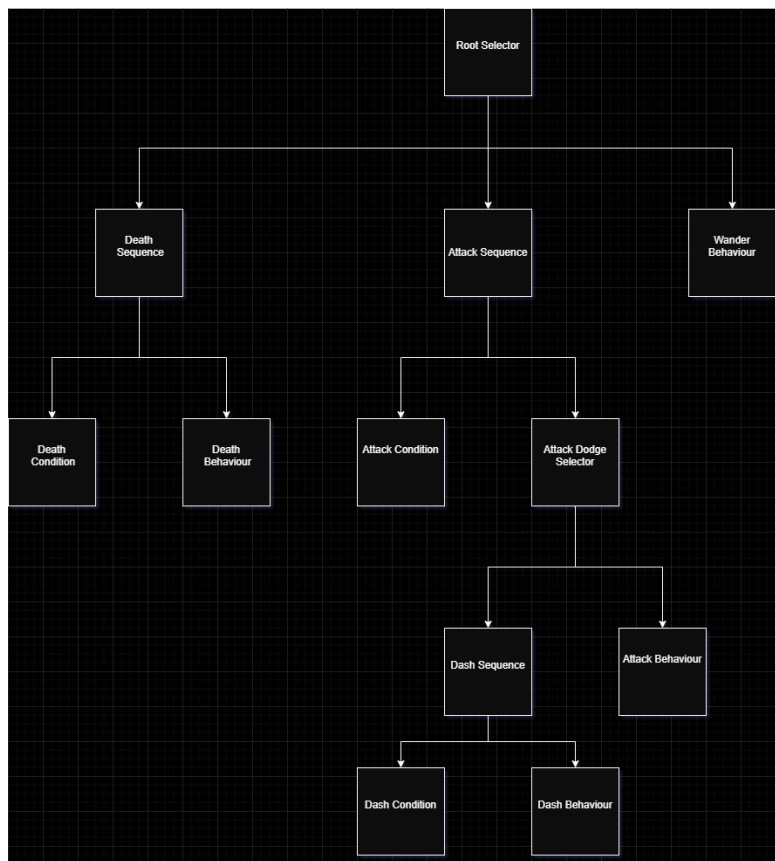 Root Selector
Death
Sequence
Attack Sequence
Wander
Behaviour
Death
Condition
Death
Behaviour
Attack Condition
Attack Dodge
Selector
Dash Sequence
Attack Behaviour
Dash Condition
Dash Behaviour